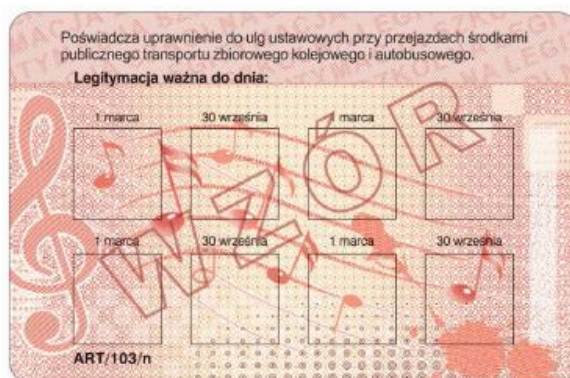 Poświadcza uprawnienie do ulg ustawowych przy przejazdach środkami
publicznego transportu zbiorowego kolejowego i autobusowego.
Legitymacja ważna do dnia:
1 marca 30 września 1 marca 30 września
WZÓR
1 marca 30 września 1 marca 30 września
ART/103/n